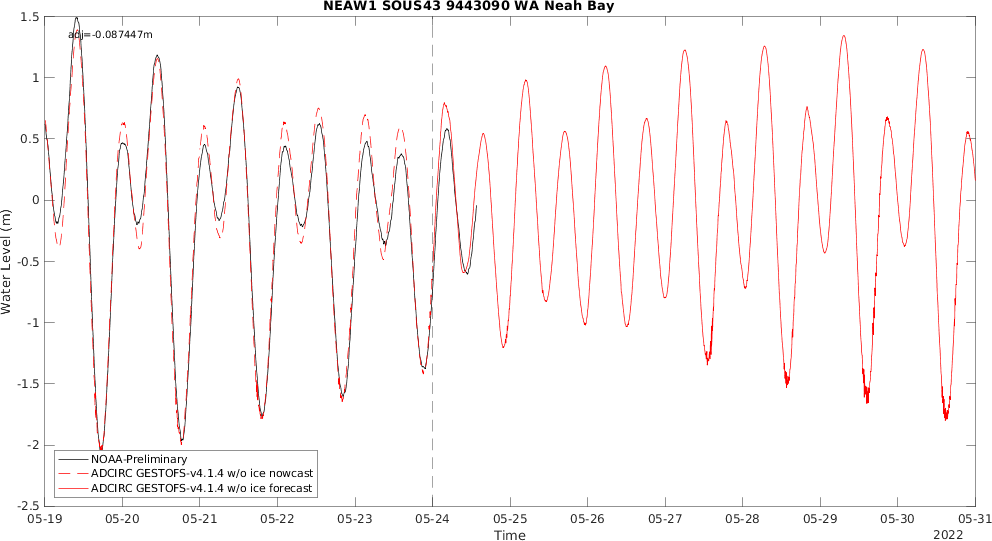 NEAW1 SOUS43 9443090 WA Neah Bay
adj=-0.087447m
1.5
1
0.5
0
-0.5
-1
-1.5
-2
-2.5
Water Level (m)
NOAA-Preliminary
ADCIRC GESTOFS-v4.1.4 w/o ice nowcast
ADCIRC GESTOFS-v4.1.4 w/o ice forecast
05-19 05-20 05-21 05-22 05-23 05-24 05-25 05-26 05-27 05-28 05-29 05-30 05-31
Time
2022